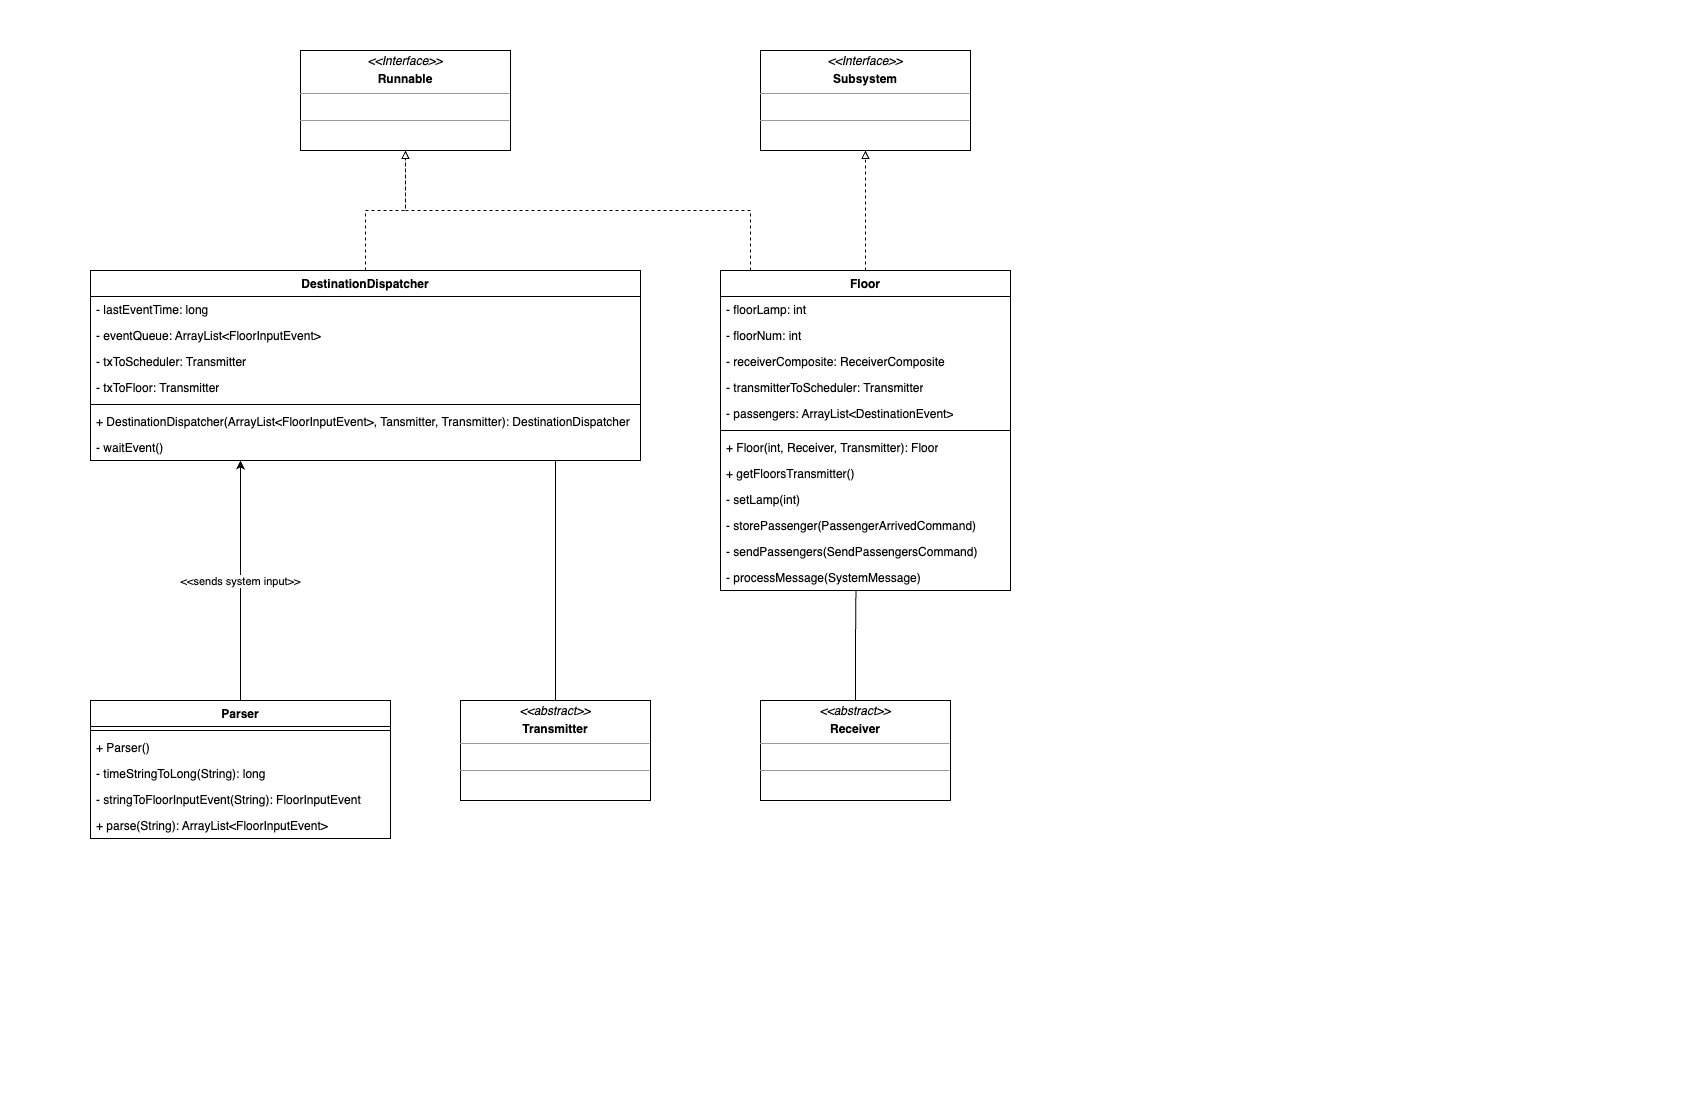 <<Interface>>
Runnable
<<Interface>>
Subsystem
DestinationDispatcher
- lastEventTime: long
- eventQueue: ArrayList<FloorInputEvent>
- txToScheduler: Transmitter
- txToFloor: Transmitter
+ DestinationDispatcher(ArrayList<FloorInputEvent>, Tansmitter, Transmitter): DestinationDispatcher
- waitEvent()
Floor
- floorLamp: int
- floorNum: int
- receiverComposite: ReceiverComposite
- transmitterToScheduler: Transmitter
- passengers: ArrayList<DestinationEvent>
+ Floor(int, Receiver, Transmitter): Floor
+ getFloorsTransmitter()
- setLamp(int)
- storePassenger(PassengerArrivedCommand)
- sendPassengers(SendPassengersCommand)
- processMessage(SystemMessage)
<<sends system input>>
Parser
+ Parser()
- timeStringToLong(String): long
- stringToFloorInputEvent(String): FloorInputEvent
+ parse(String): ArrayList<FloorInputEvent>
<<abstract>>
Transmitter
<<abstract>>
Receiver